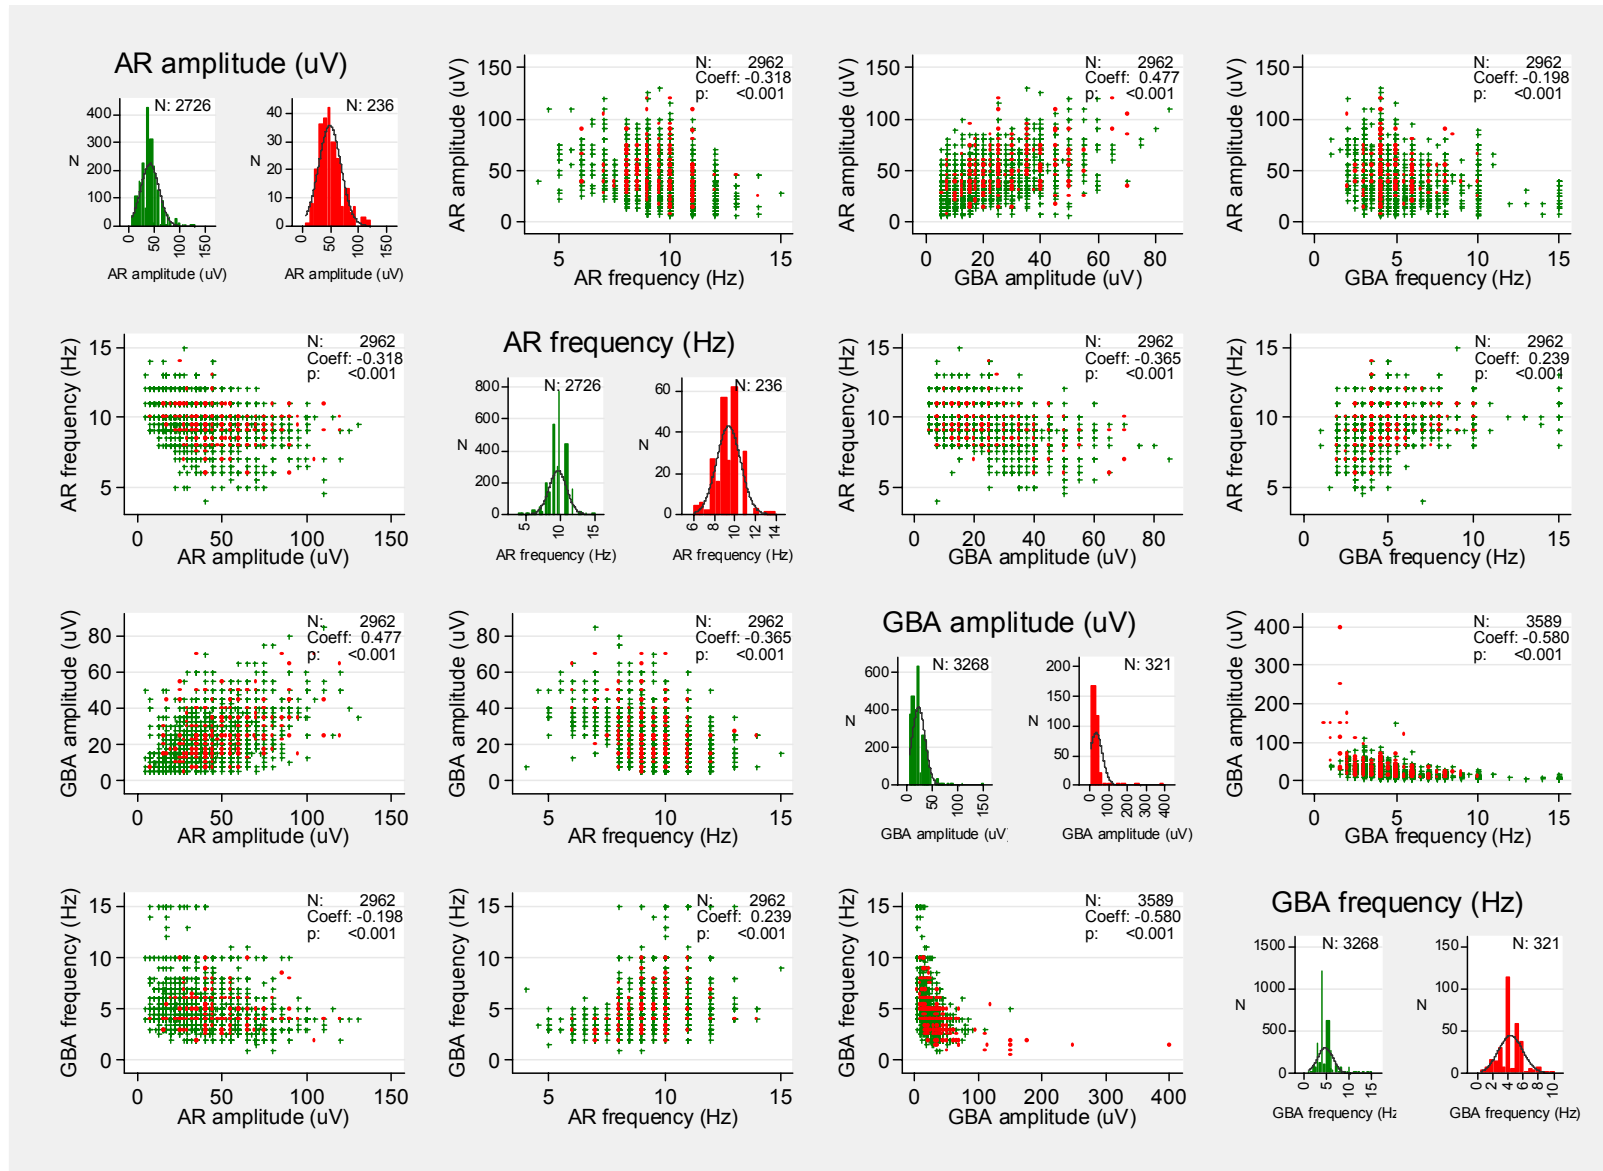 AR amplitude (uV)
N: 2726
400
300
200
100
0
N
0
50
100
150
AR amplitude (uV)
N: 236
40
30
20
10
0
N
0
50
100
150
AR amplitude (uV)
N: 2962
Coeff: -0.318
p: <0.001
150
100
50
0
AR amplitude (uV)
5
10
15
AR frequency (Hz)
N: 2962
Coeff: 0.477
p: <0.001
150
100
50
0
AR amplitude (uV)
0
20
40
60
80
GBA amplitude (uV)
N: 2962
Coeff: -0.198
p: <0.001
150
100
50
0
AR amplitude (uV)
0
5
10
15
GBA frequency (Hz)
N: 2962
Coeff: -0.318
p: <0.001
15
10
5
AR frequency (Hz)
0
50
100
150
AR amplitude (uV)
AR frequency (Hz)
N: 2726
800
600
400
200
0
N
5
10
15
AR frequency (Hz)
N: 236
60
40
20
0
N
6
8
10
12
14
AR frequency (Hz)
N: 2962
Coeff: -0.365
p: <0.001
15
10
5
AR frequency (Hz)
0
20
40
60
80
GBA amplitude (uV)
N: 2962
Coeff: 0.239
p: <0.001
15
10
5
AR frequency (Hz)
0
5
10
15
GBA frequency (Hz)
N: 2962
Coeff: 0.477
p: <0.001
80
60
40
20
0
GBA amplitude (uV)
0
50
100
150
AR amplitude (uV)
N: 2962
Coeff: -0.365
p: <0.001
80
60
40
20
0
GBA amplitude (uV)
5
10
15
AR frequency (Hz)
GBA amplitude (uV)
N: 3268
600
400
200
0
N
0
50
100
150
GBA amplitude (uV)
N: 321
200
150
100
50
0
N
0
100
200
300
400
GBA amplitude (uV)
N: 3589
Coeff: -0.580
p: <0.001
400
300
200
100
0
GBA amplitude (uV)
0
5
10
15
GBA frequency (Hz)
N: 2962
Coeff: -0.198
p: <0.001
15
10
5
0
GBA frequency (Hz)
0
50
100
150
AR amplitude (uV)
N: 2962
Coeff: 0.239
p: <0.001
15
10
5
0
GBA frequency (Hz)
5
10
15
AR frequency (Hz)
N: 3589
Coeff: -0.580
p: <0.001
15
10
5
0
GBA frequency (Hz)
0
100
200
300
400
GBA amplitude (uV)
GBA frequency (Hz)
N: 3268
1500
1000
500
0
N
0
5
10
15
GBA frequency (Hz
N: 321
150
100
50
0
N
0
2
4
6
8
10
GBA frequency (Hz)